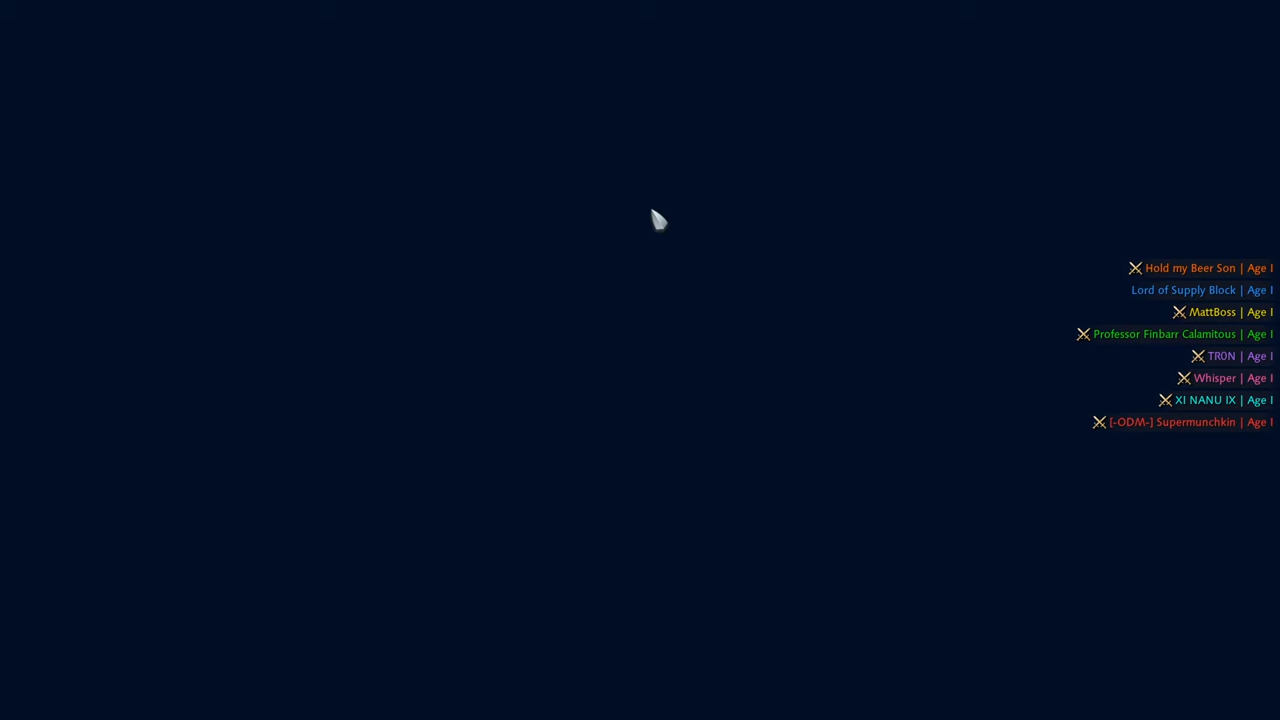 Hold my Beer Son | Age I
Lord of Supply Block | Age I
MattBoss | Age I
Professor Finbarr Calamitous | Age I
TR0N | Age I
Whisper | Age I
XI NANU IX | Age I
[-ODM-] Supermunchkin | Age I